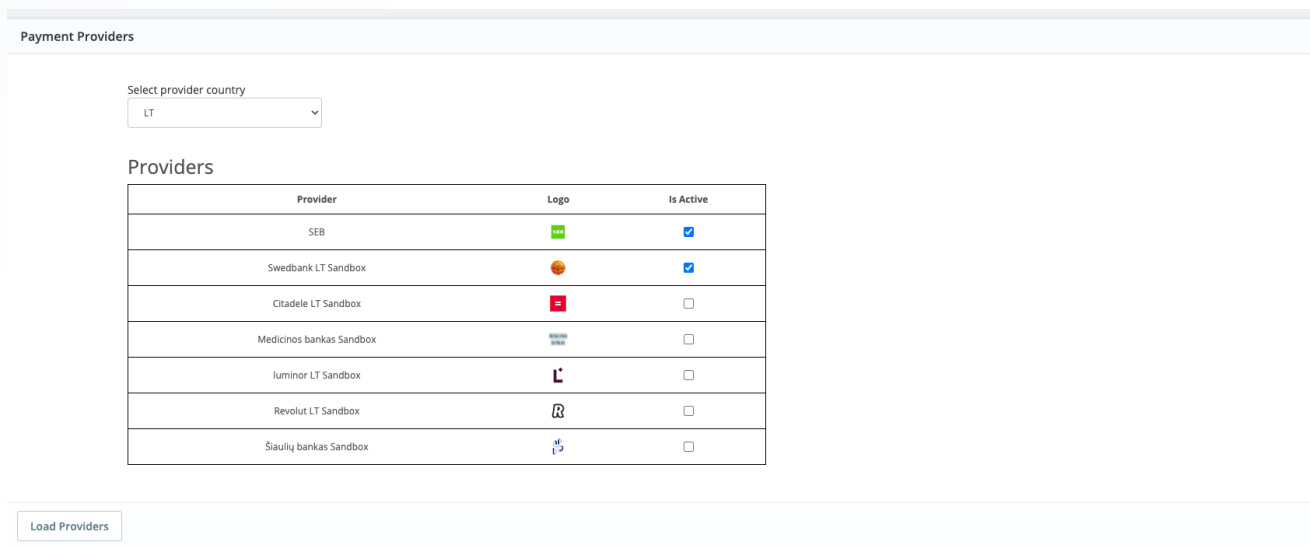 Payment Providers
Select provider country
LT
Providers
Provider Logo Is Active
SEB
Swedbank LT Sandbox
Citadele LT Sandbox
Medicinos bankas Sandbox
luminor LT Sandbox
Revolut LT Sandbox
Šiaulių bankas Sandbox
Load Providers